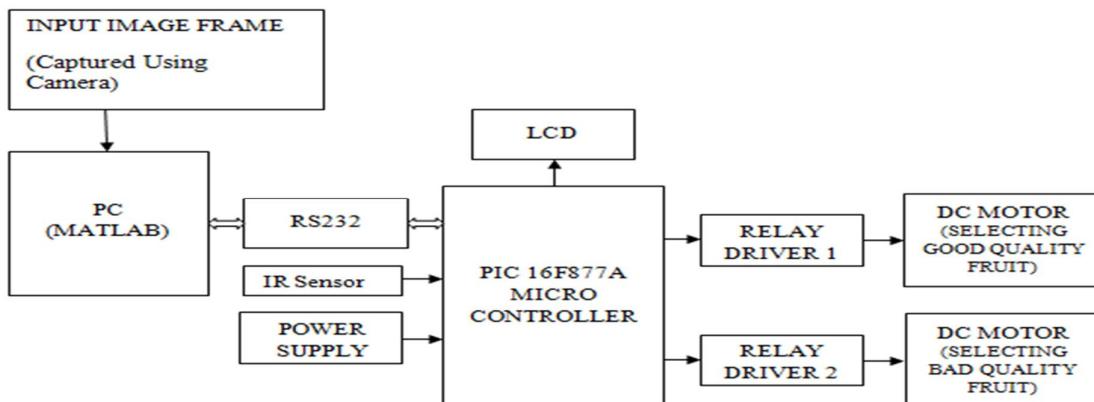 INPUT IMAGE FRAME
(Captured Using
Camera)
LCD
PC
(MATLAB)
RS232
IR Sensor
POWER
SUPPLY
PIC 16F877A
MICRO
CONTROLLER
RELAY
DRIVER 1
DC MOTOR
(SELECTING
GOOD QUALITY
FRUIT)
RELAY
DRIVER 2
DC MOTOR
(SELECTING
BAD QUALITY
FRUIT)